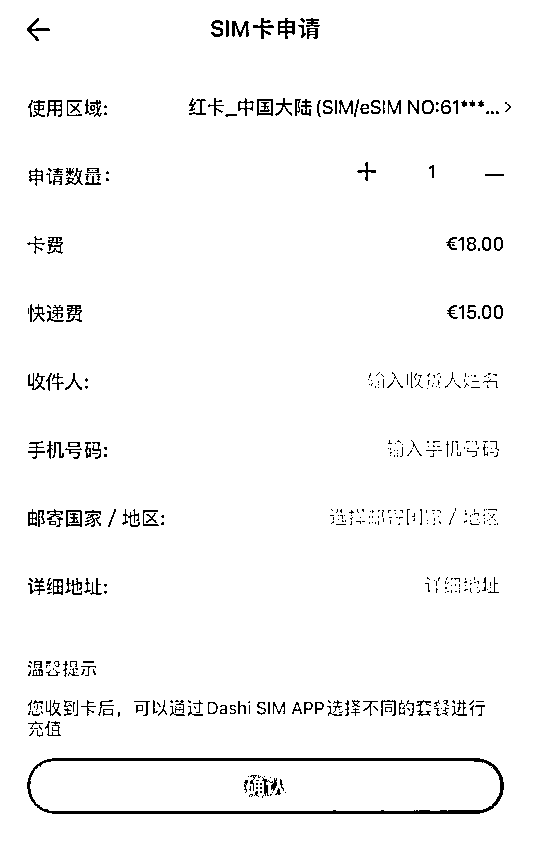 SIM卡申请
使用区域: 红卡_中国大陆(SIM/eSIM NO:61***...
申请数量: 1
卡费 €18.00
快递费 €15.00
收件人: 输入收货人姓名
手机号码: 输入手机号码
邮寄国家 / 地区: 选择邮寄国家 / 地区
详细地址: 详细地址
温馨提示
您收到卡后，可以通过Dashi SIM APP选择不同的套餐进行
充值
确认